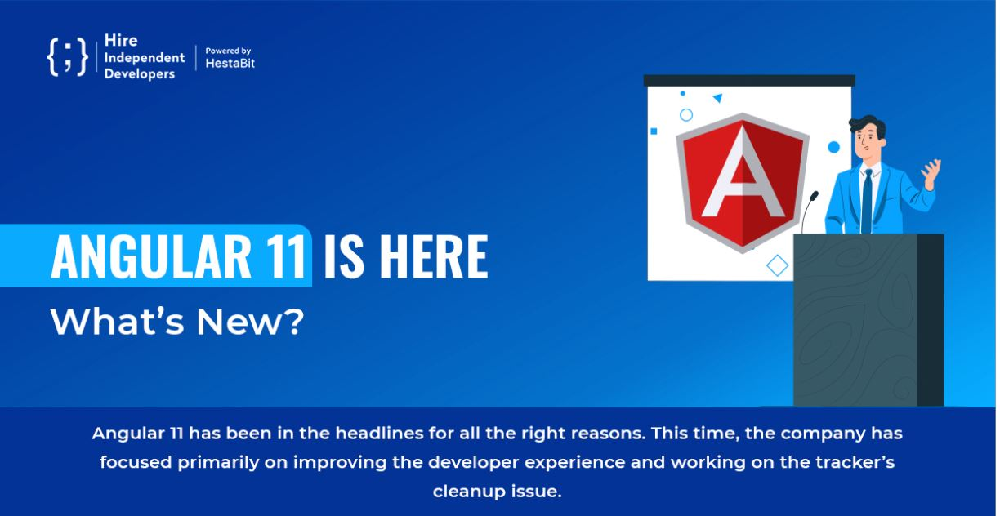 {;}
Hire
Independent
Developers
Powered by
HestaBit
ANGULAR 11 IS HERE
What's New?
A
Angular 11 has been in the headlines for all the right reasons. This time, the company has
focused primarily on improving the developer experience and working on the tracker's
cleanup issue.